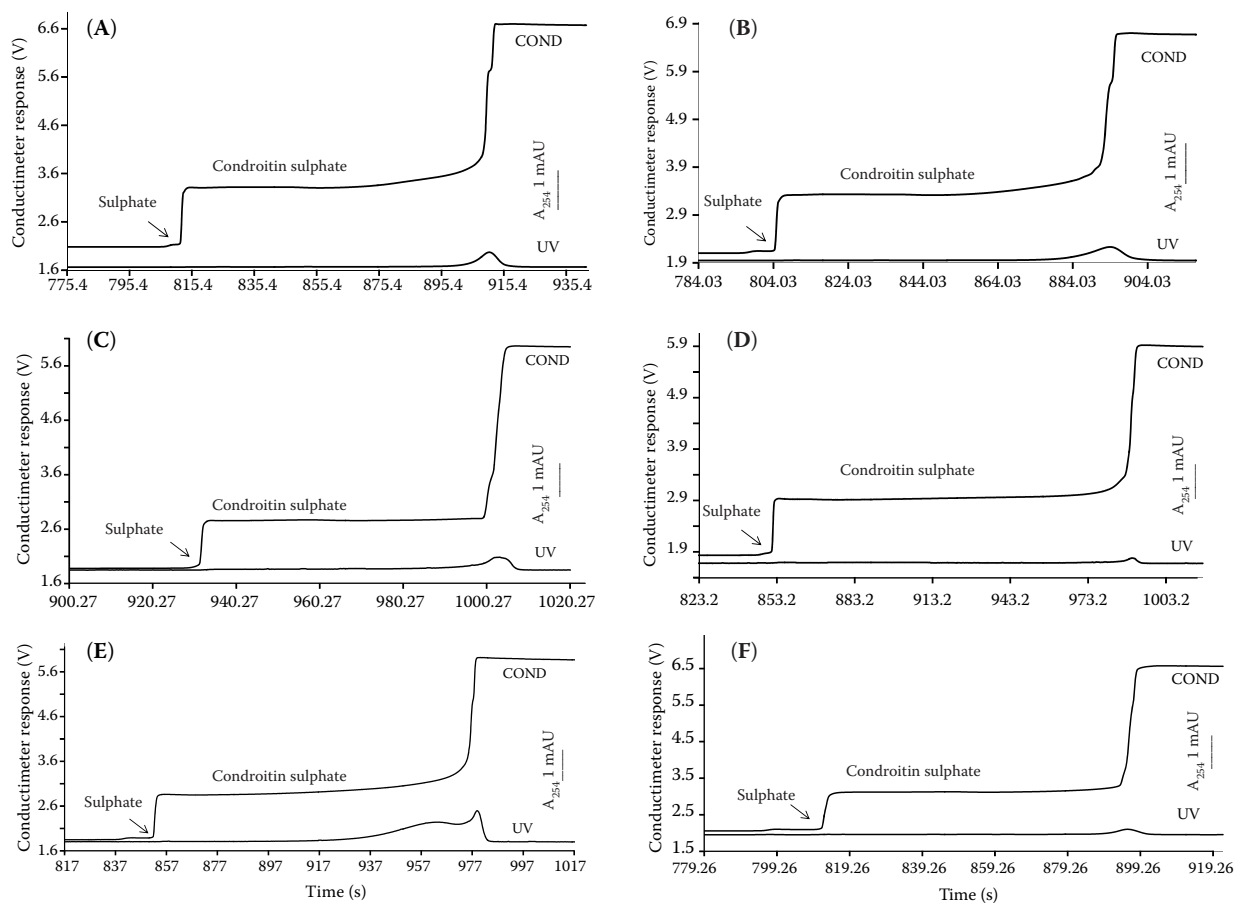 (A)
Conductimeter response (V)
6.6
5.6
4.6
3.6
2.6
1.6
COND
A254 1 mAU
Condroitin sulphate
Sulphate
UV
775.4 795.4 815.4 835.4 855.4 875.4 895.4 915.4 935.4
(B)
Conductimeter response (V)
6.9
5.9
4.9
3.9
2.9
1.9
COND
A254 1 mAU
Condroitin sulphate
Sulphate
UV
784.03 804.03 824.03 844.03 864.03 884.03 904.03
(C)
Conductimeter response (V)
5.6
4.6
3.6
2.6
1.6
COND
A254 1 mAU
Condroitin sulphate
Sulphate
UV
900.27 920.27 940.27 960.27 980.27 1000.27 1020.27
(D)
Conductimeter response (V)
5.9
4.9
3.9
2.9
1.9
COND
A254 1 mAU
Condroitin sulphate
Sulphate
UV
823.2 853.2 883.2 913.2 943.2 973.2 1003.2
(E)
Conductimeter response (V)
5.6
4.6
3.6
2.6
1.6
COND
A254 1 mAU
Condroitin sulphate
Sulphate
UV
817 837 857 877 897 917 937 957 977 997 1017
Time (s)
(F)
Conductimeter response (V)
6.5
5.5
4.5
3.5
2.5
1.5
COND
A254 1 mAU
Condroitin sulphate
Sulphate
UV
779.26 799.26 819.26 839.26 859.26 879.26 899.26 919.26
Time (s)